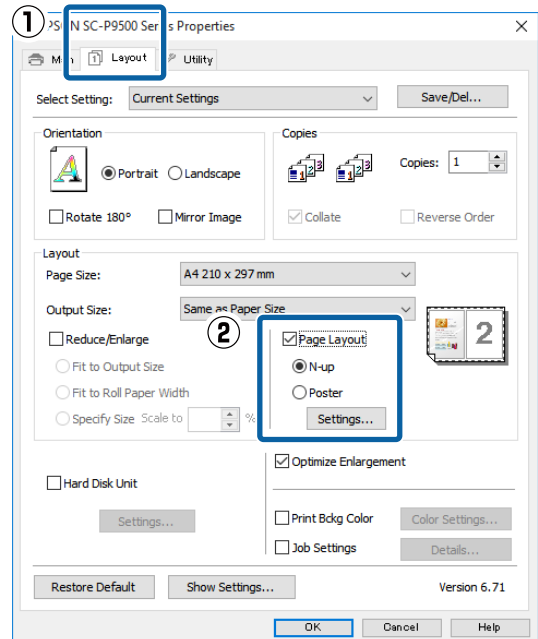 1
PSON SC-P9500 Series Properties
Main
Layout
Utility
Select Setting: Current Settings Save/Del...
Orientation Copies
Portrait Landscape Copies: 1
Rotate 180° Mirror Image Collate Reverse Order
Layout
Page Size: A4 210 x 297 mm
Output Size: Same as Paper Size
2
Reduce/Enlarge Page Layout 2
Fit to Output Size N-up
Fit to Roll Paper Width Poster
Specify Size Scale to % Settings...
Optimize Enlargement
Hard Disk Unit
Settings... Print Bckg Color Color Settings...
Job Settings Details...
Restore Default Show Settings... Version 6.71
OK Cancel Help